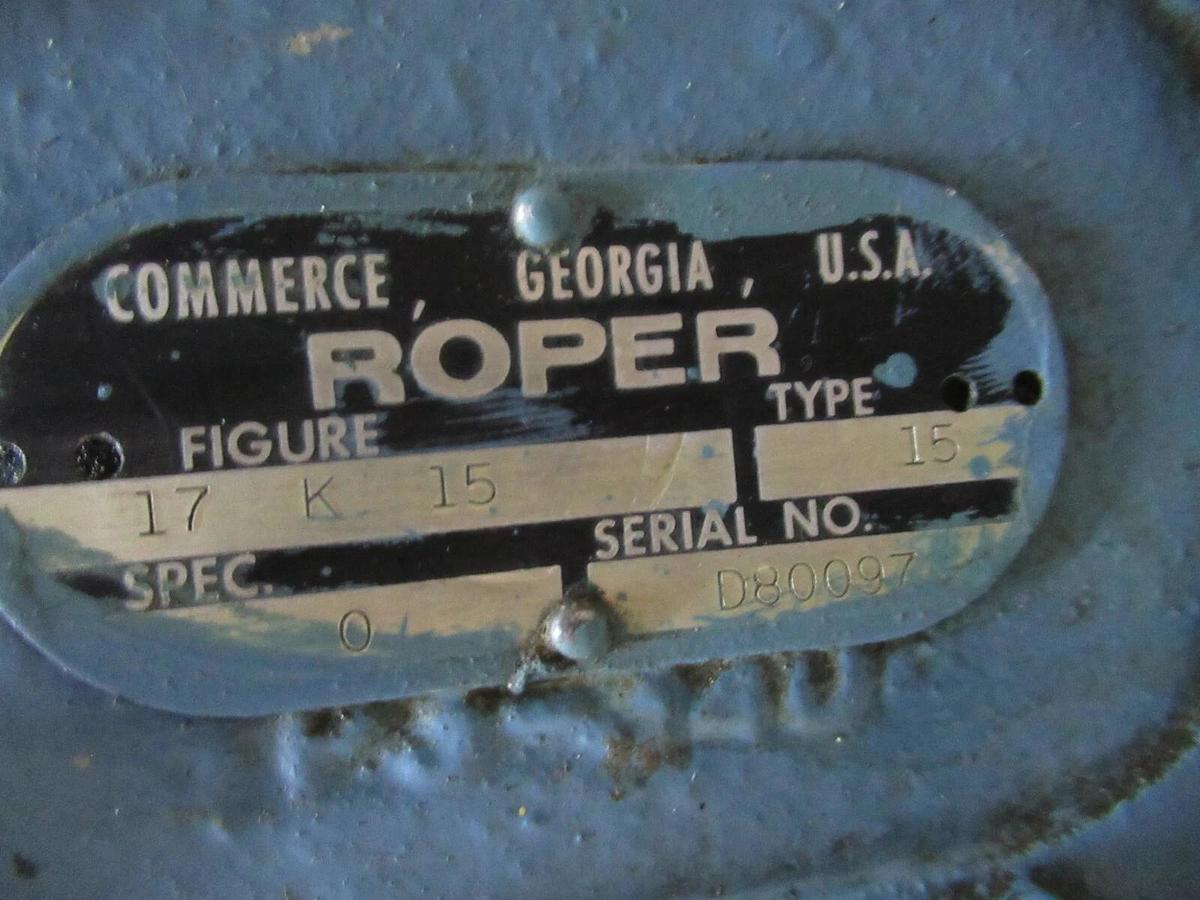 COMMERCE, GEORGIA, U.S.A.
ROPER
FIGURE TYPE
17 K 15 15
SPEC. SERIAL NO.
0 D80097